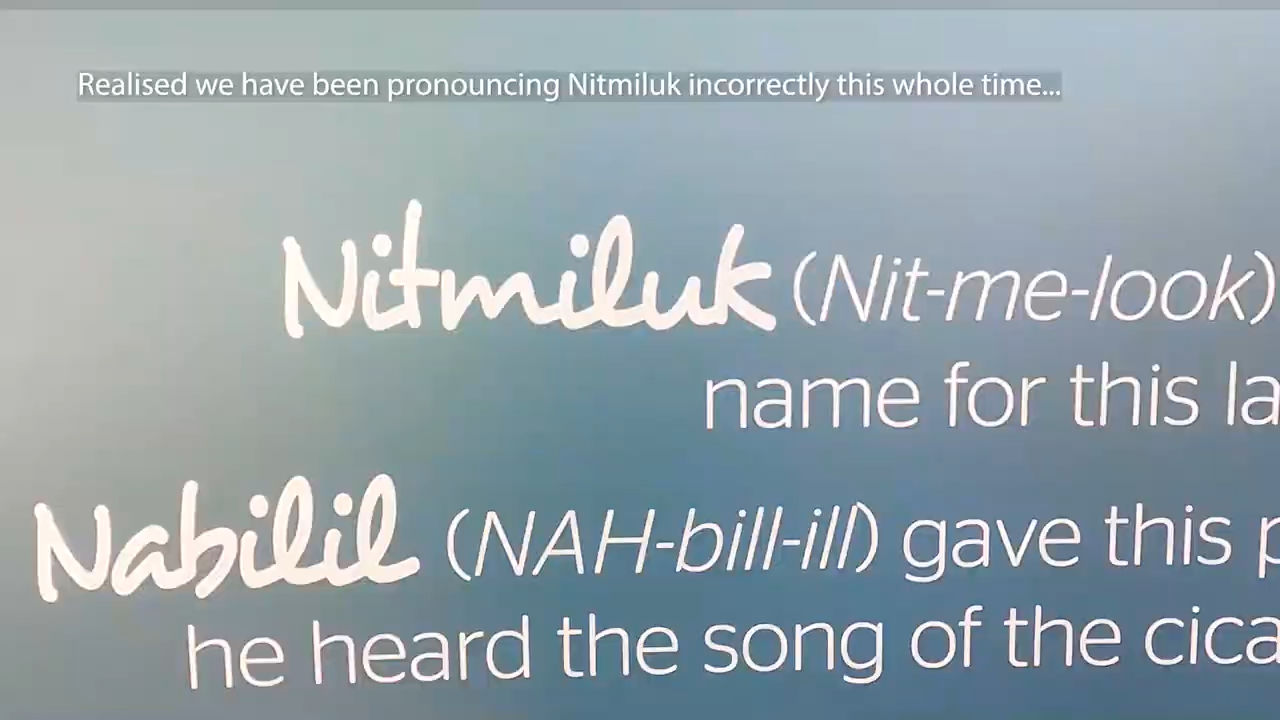 Realised we have been pronouncing Nitmiluk incorrectly this whole time...
Nitmiluk (Nit-me-look)
name for this
Nabilil (NAH-bill-ill) gave this
he heard the song of the